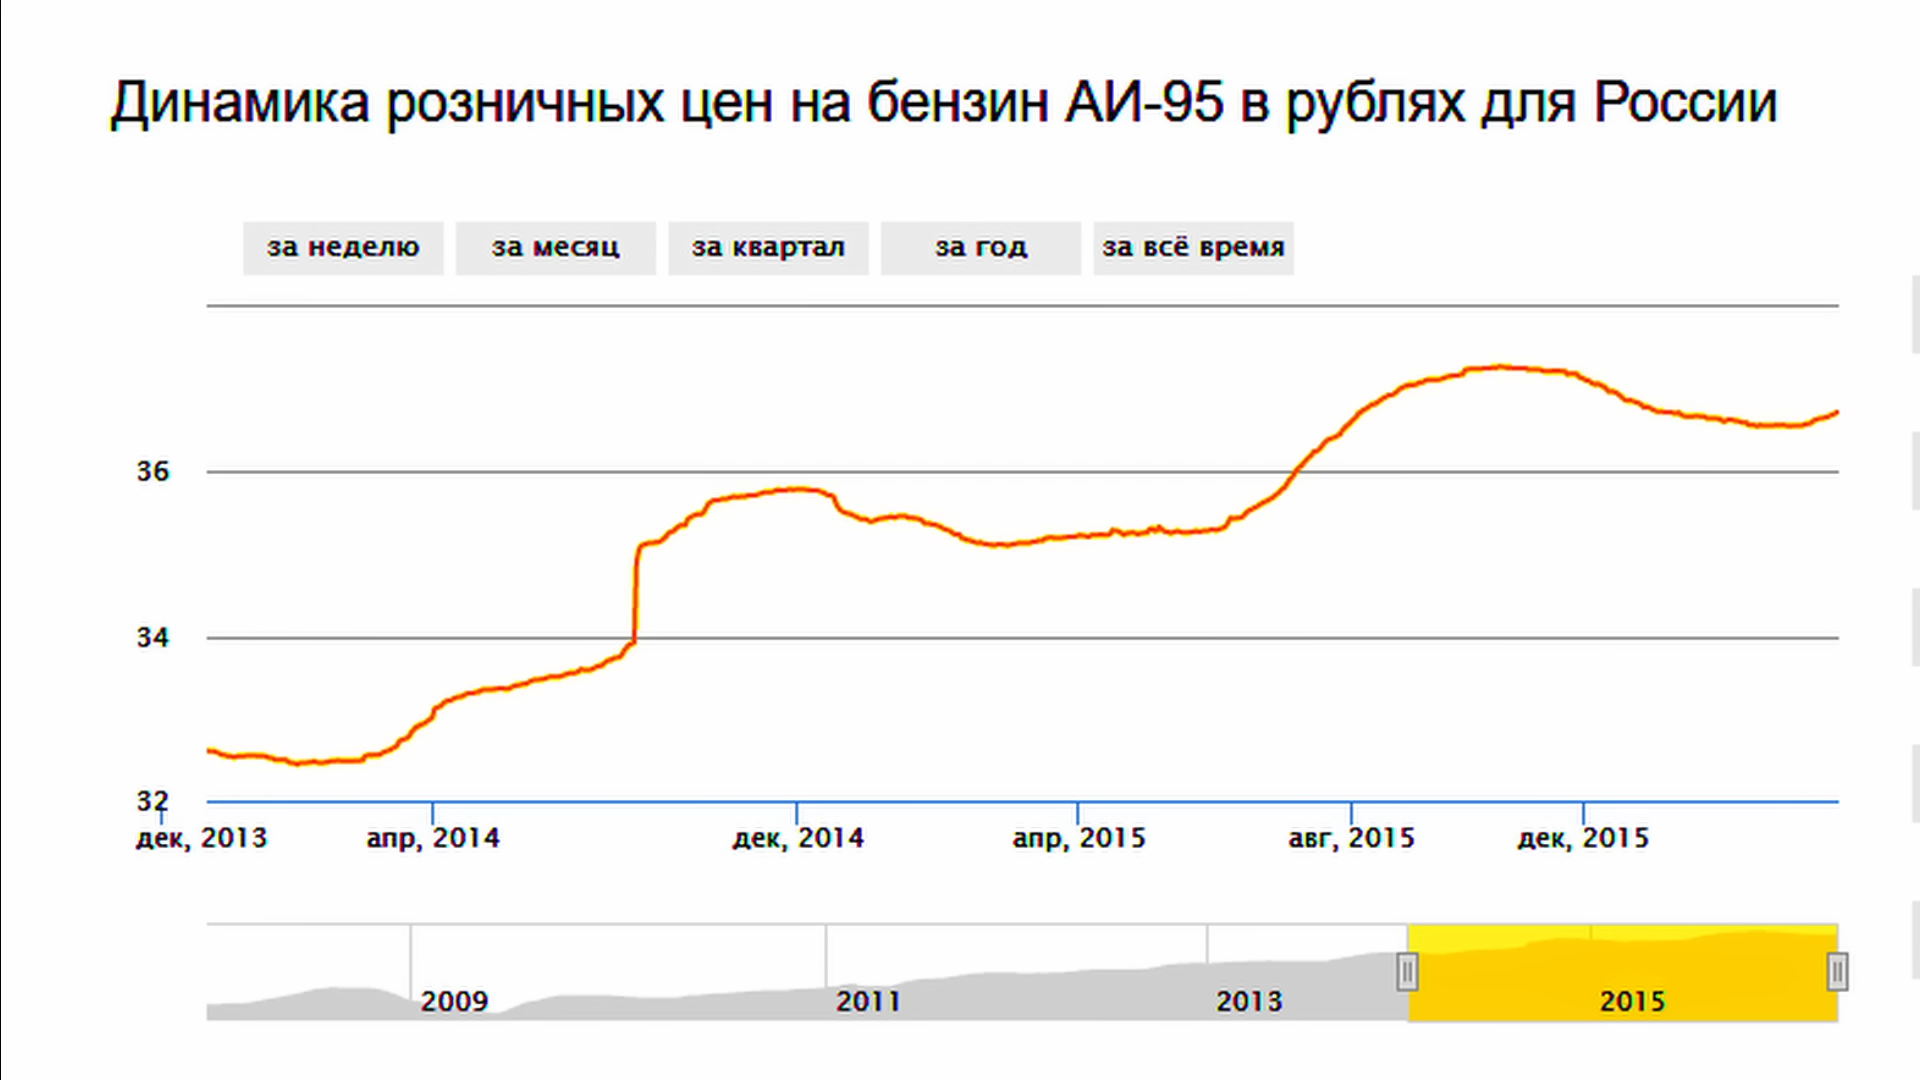 Динамика розничных цен на бензин АИ-95 в рублях для России
за неделю за месяц за квартал за год за всё время
36
34
32
дек, 2013 апр, 2014 дек, 2014 апр, 2015 авг, 2015 дек, 2015
2009 2011 2013 2015